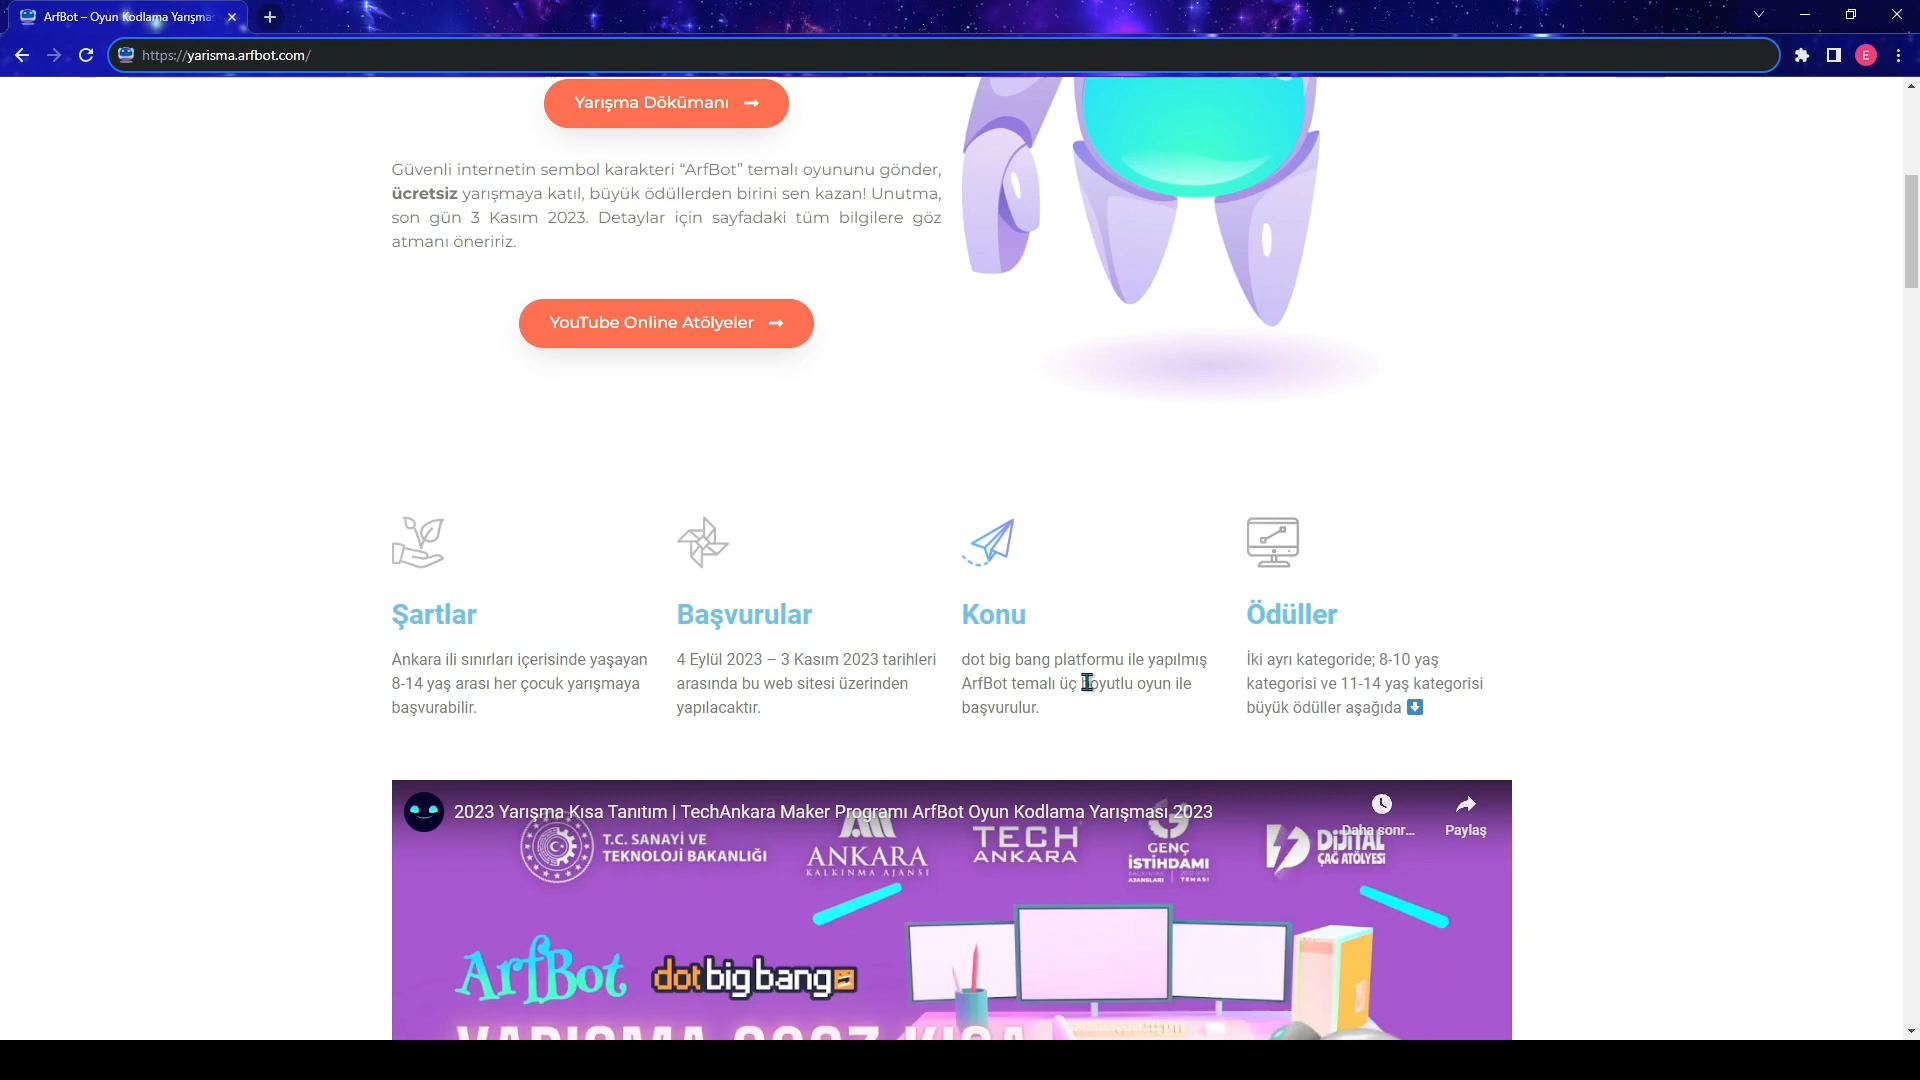 ArfBot – Oyun Kodlama Yarışma
https://yarisma.arfbot.com/
E
Yarışma Dökümanı
Güvenli internetin sembol karakteri “ArfBot” temalı oyununu gönder,
ücretsiz yarışmaya katıl, büyük ödüllerden birini sen kazan! Unutma,
son gün 3 Kasım 2023. Detaylar için sayfadaki tüm bilgilere göz
atmanı öneririz.
YouTube Online Atölyeler
Şartlar
Ankara ili sınırları içerisinde yaşayan
8-14 yaş arası her çocuk yarışmaya
başvurabilir.
Başvurular
4 Eylül 2023 – 3 Kasım 2023 tarihleri
arasında bu web sitesi üzerinden
yapılacaktır.
Konu
dot big bang platformu ile yapılmış
ArfBot temalı üç boyutlu oyun ile
başvurulur.
Ödüller
İki ayrı kategoride; 8-10 yaş
kategorisi ve 11-14 yaş kategorisi
büyük ödüller aşağıda
2023 Yarışma Kısa Tanıtım | TechAnkara Maker Programı ArfBot Oyun Kodlama Yarışması 2023
Daha sonr...
Paylaş
T.C. SANAYİ VE
TEKNOLOJİ BAKANLIĞI
ANKARA
KALKINMA AJANSI
TECH
ANKARA
GENÇ
İSTİHDAMI
DİJİTAL
ÇAĞ ATÖLYESİ
ArfBot
dotbigbang
YARIŞMA 2023 KISA